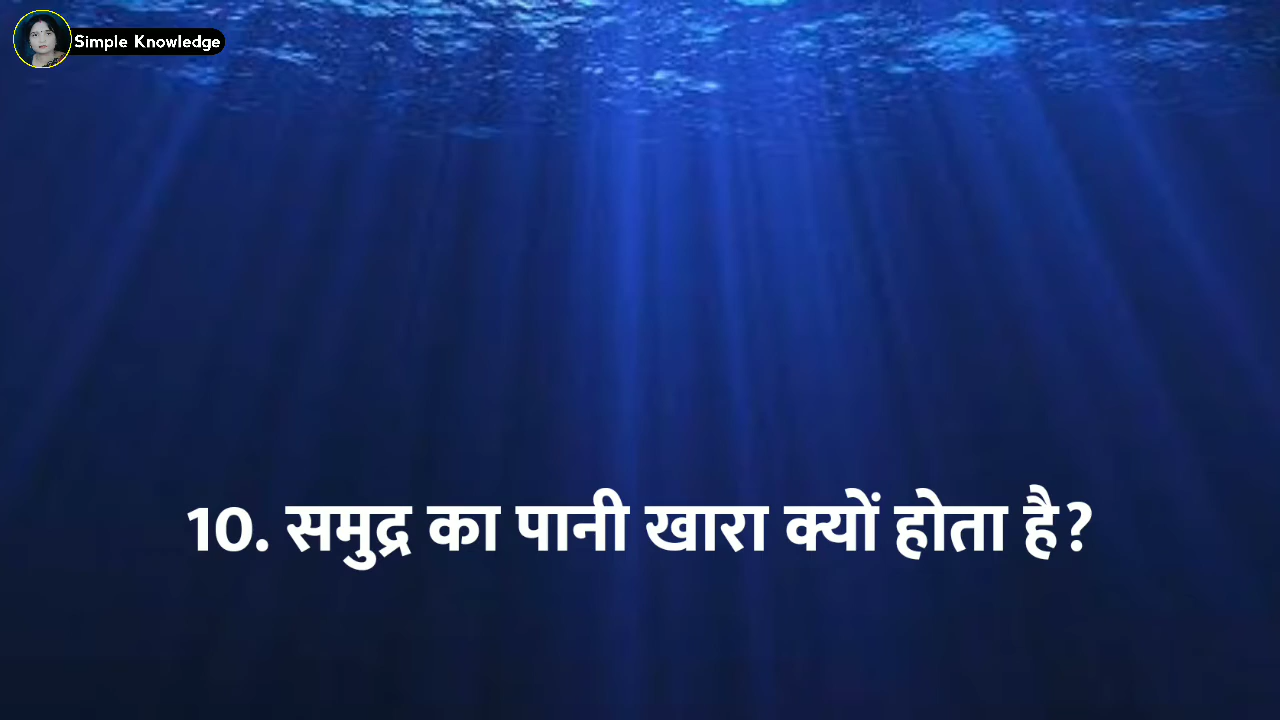 Simple Knowledge
10. समुद्र का पानी खारा क्यों होता है?